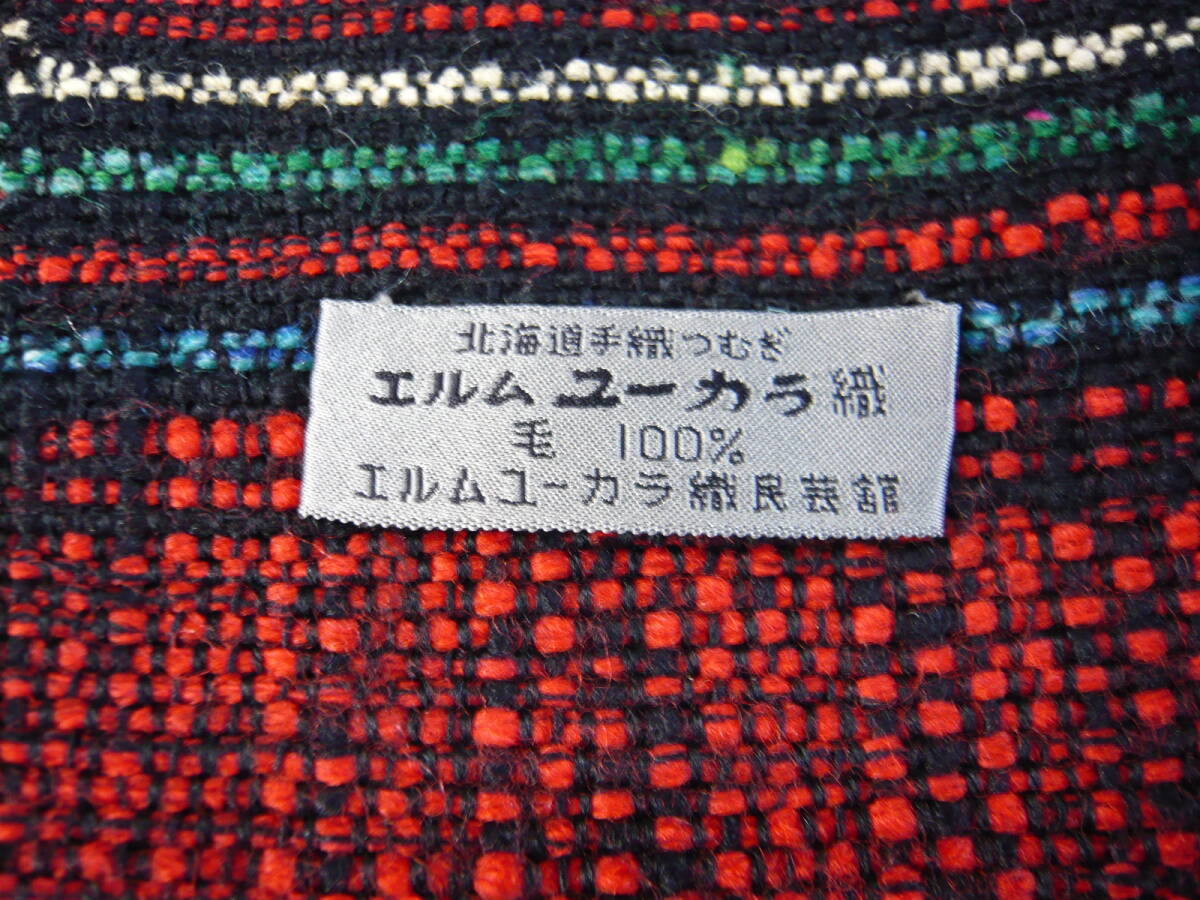 北海道手織つむぎ
エルム ユーカラ織
毛 100%
エルムユーカラ織民芸館